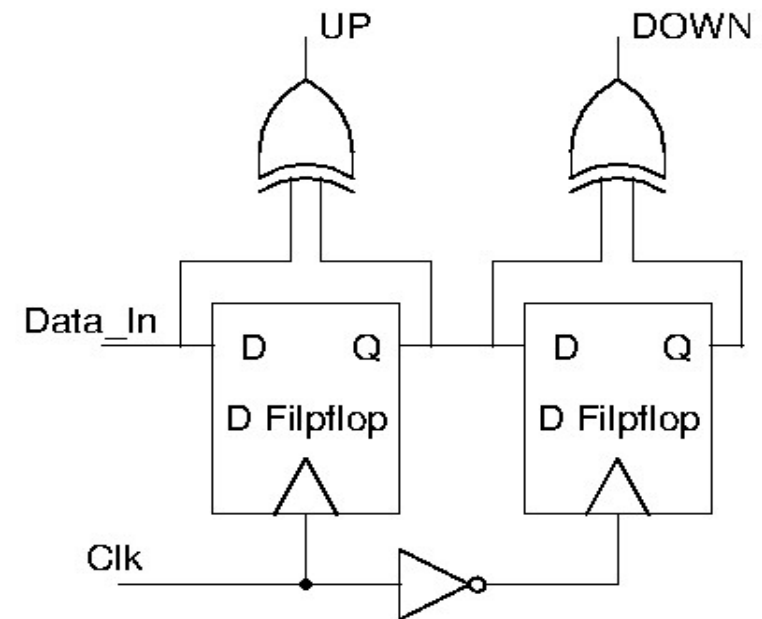 UP
DOWN
Data_In
D
Q
D
Q
D Filpflop
D Filpflop
Clk